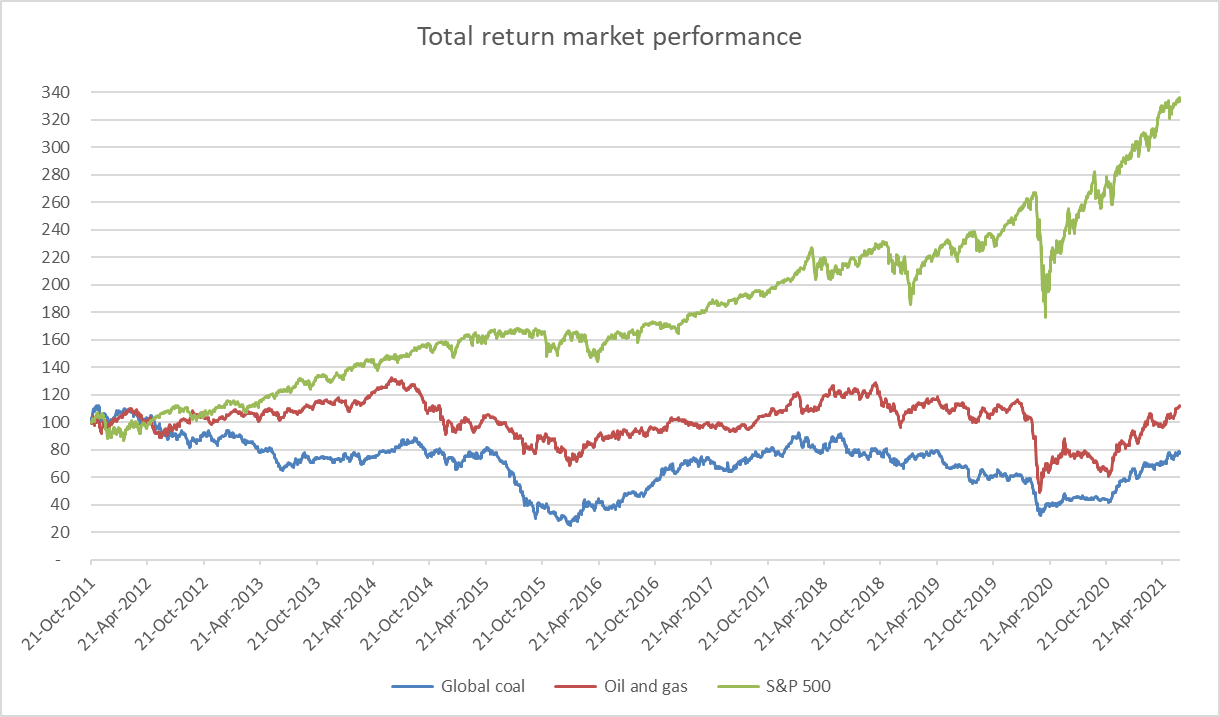 Total return market performance
340
320
300
280
260
240
220
200
180
160
140
120
100
80
60
40
20
-
21-Oct-2011
21-Apr-2012
21-Oct-2012
21-Apr-2013
21-Oct-2013
21-Apr-2014
21-Oct-2014
21-Apr-2015
21-Oct-2015
21-Apr-2016
21-Oct-2016
21-Apr-2017
21-Oct-2017
21-Apr-2018
21-Oct-2018
21-Apr-2019
21-Oct-2019
21-Apr-2020
21-Oct-2020
21-Apr-2021
Global coal Oil and gas S&P 500